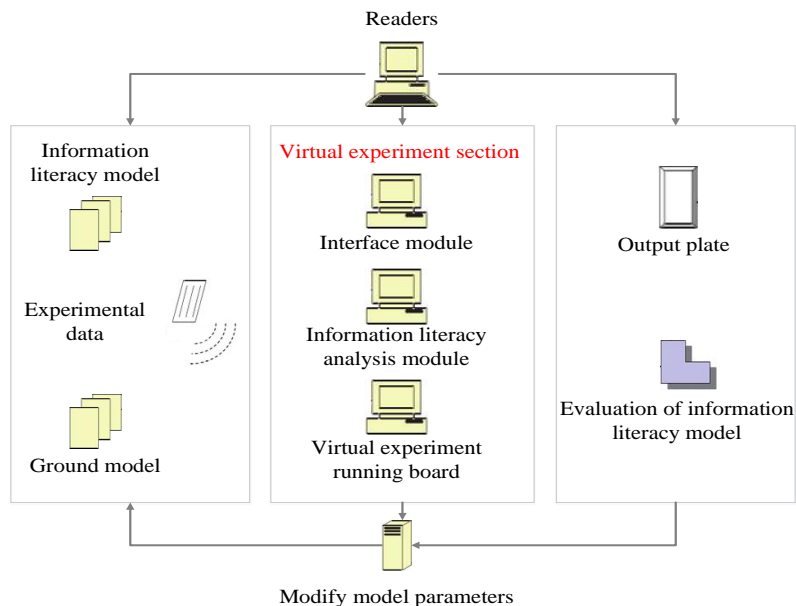 Readers
Information
literacy model
Experimental
data
Ground model
Virtual experiment section
Interface module
Information literacy
analysis module
Virtual experiment
running board
Output plate
Evaluation of information
literacy model
Modify model parameters